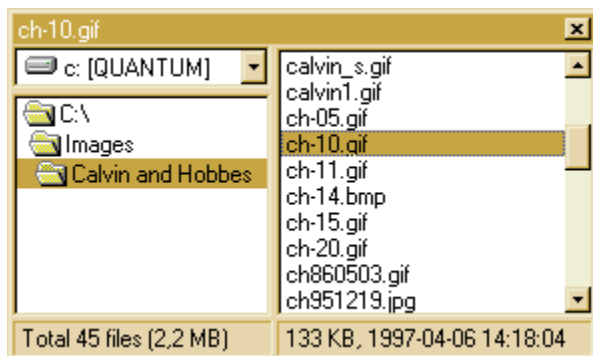 ch-10.gif
c: [QUANTUM]
C:\
Images
Calvin and Hobbes
calvin_s.gif
calvin1.gif
ch-05.gif
ch-10.gif
ch-11.gif
ch-14.bmp
ch-15.gif
ch-20.gif
ch860503.gif
ch951219.jpg
Total 45 files (2,2 MB)
133 KB, 1997-04-06 14:18:04